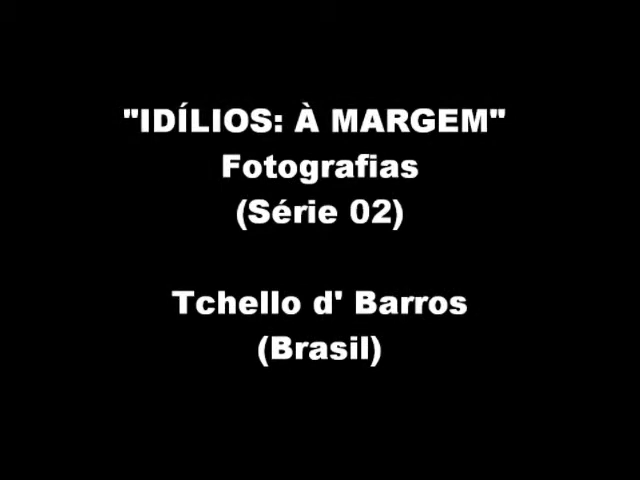 "IDÍLIOS: À MARGEM"
Fotografias
(Série 02)
Tchello d' Barros
(Brasil)